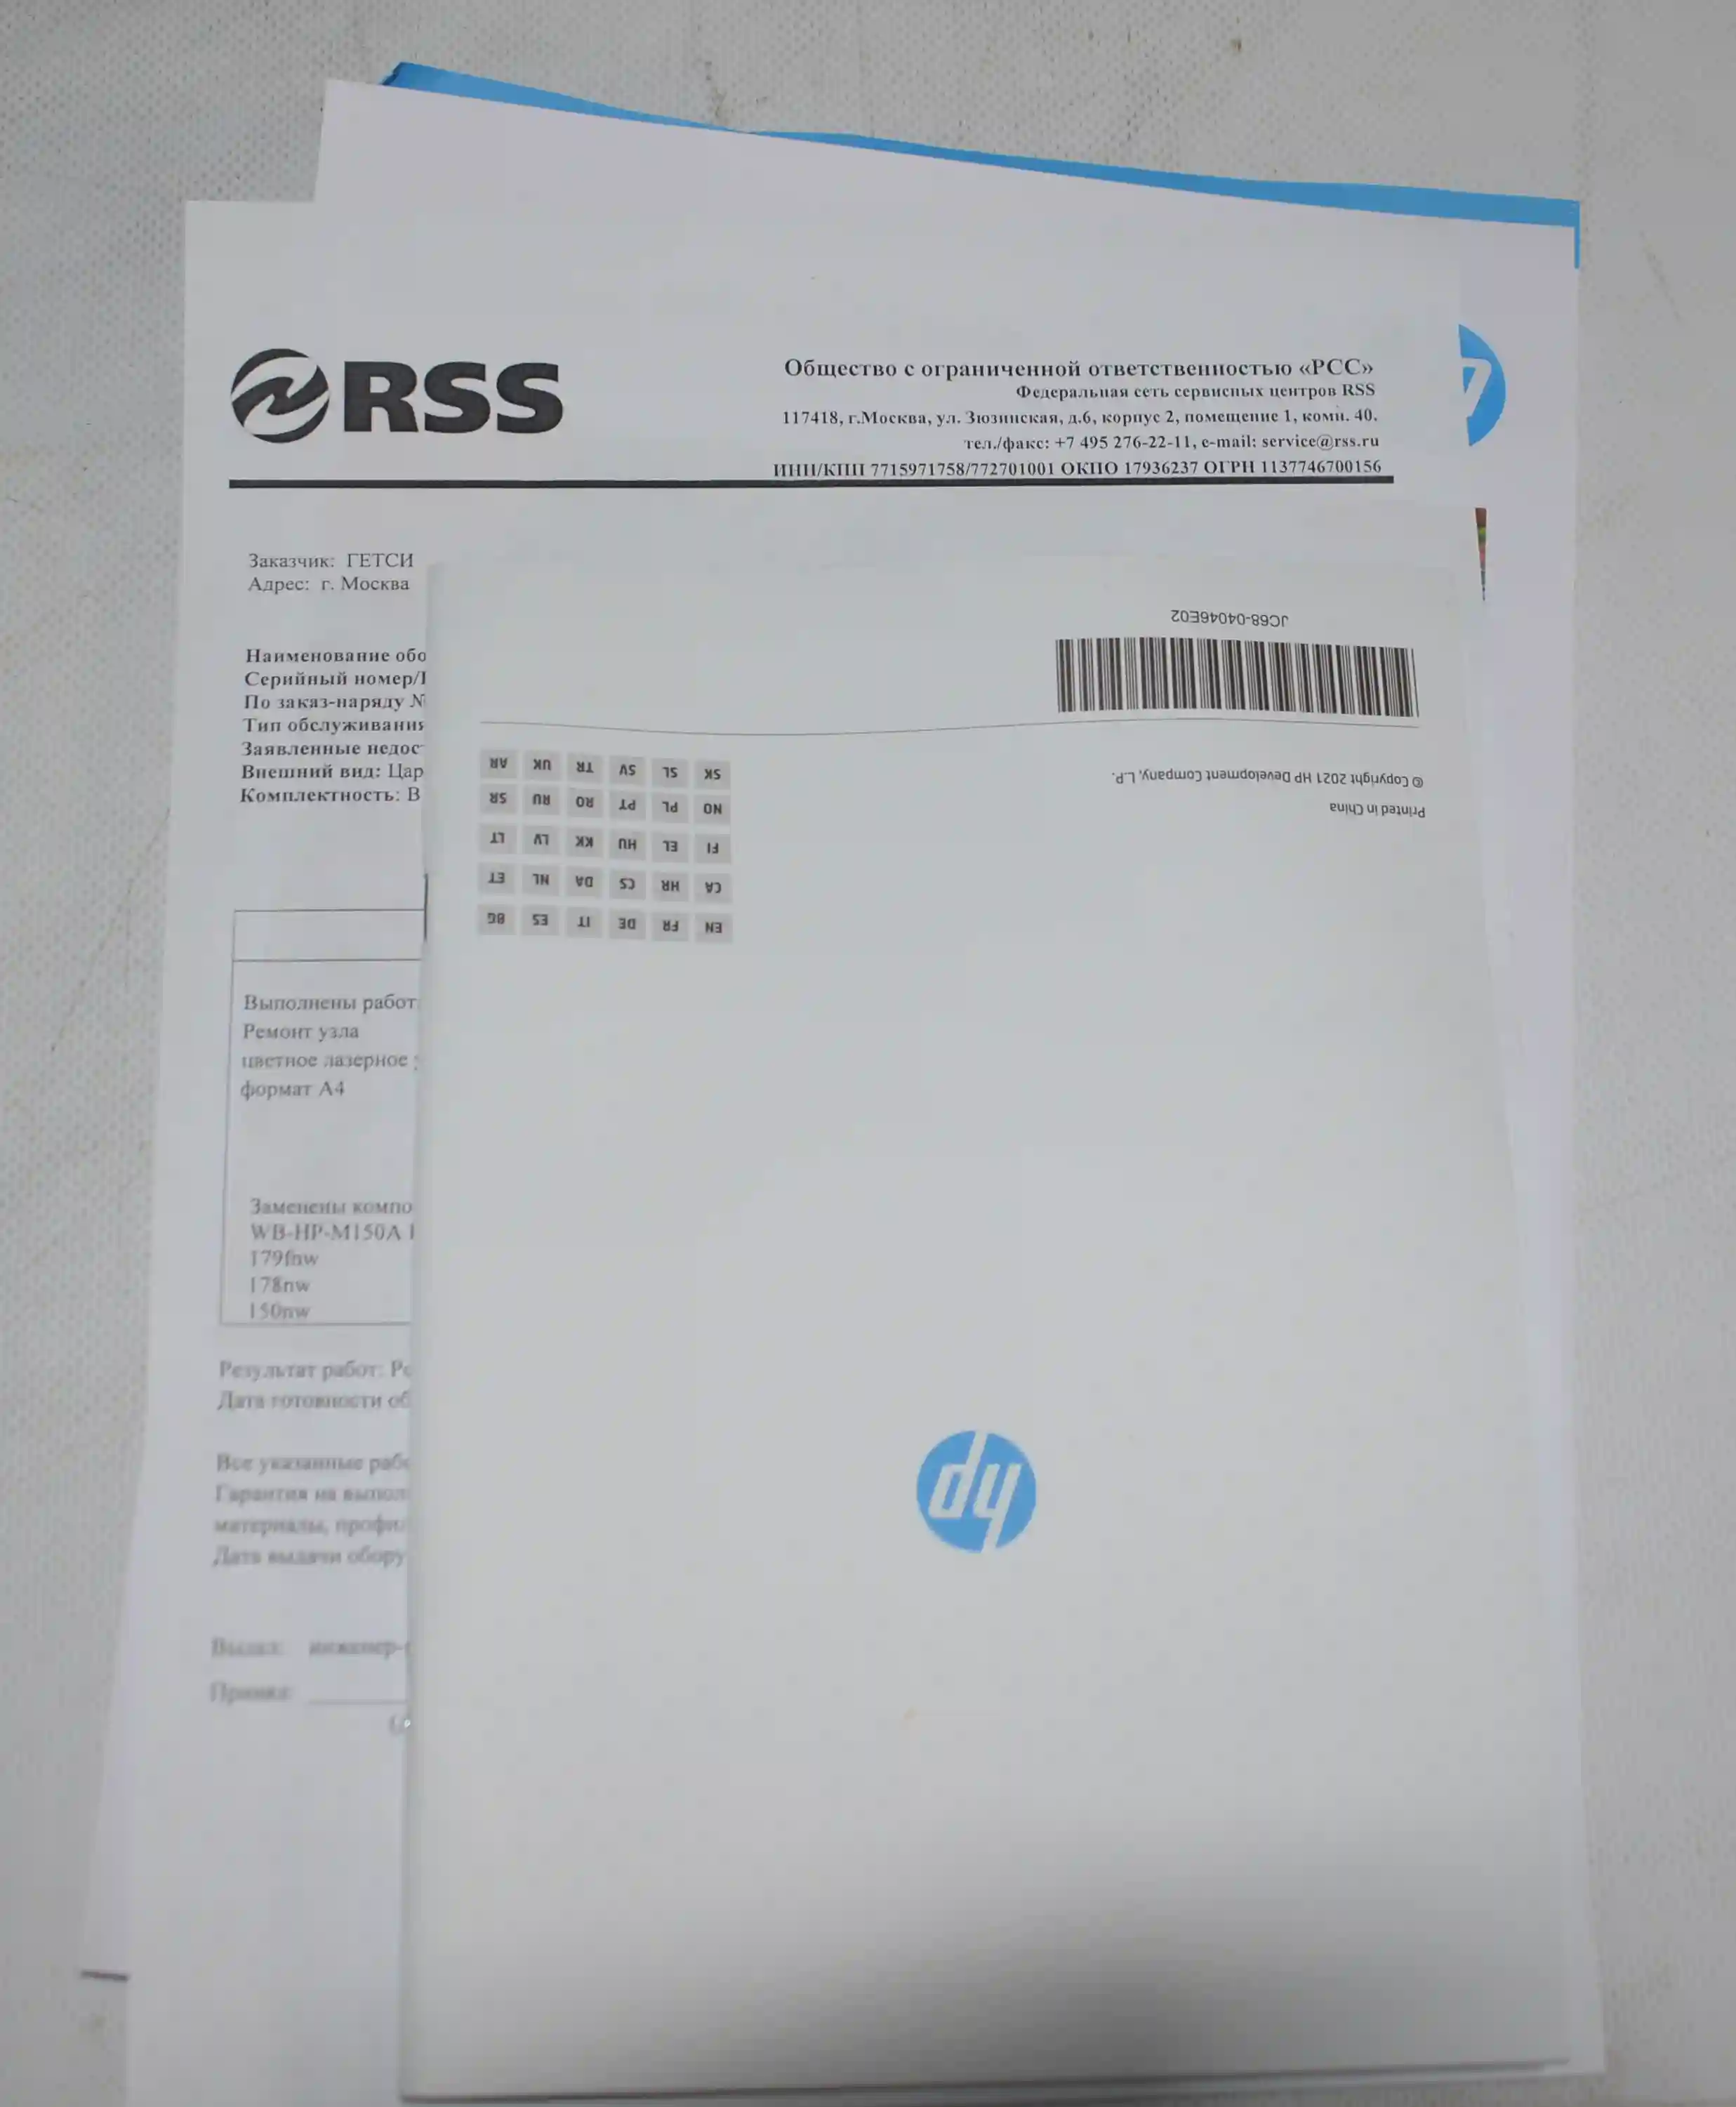 RSS
Общество с ограниченной ответственностью «РСС»
Федеральная сеть сервисных центров RSS
117418, г.Москва, ул. Зюзинская, д.6, корпус 2, помещение 1, комн. 40.
тел./факс: +7 495 276-22-11, e-mail: service@rss.ru
ИНН/КПП 7715971758/772701001 ОКПО 17936237 ОГРН 1137746700156
Заказчик: ГЕТСИ
Адрес: г. Москва
Наименование обо
Серийный номер/
По заказ-наряду №
Тип обслуживания
Заявленные недос
Внешний вид: Цар
Комплектность: В
Выполнены работ
Ремонт узла
цветное лазерное
формат А4
Заменены компо
WB-HP-M150A
179fnw
178nw
150nw
Результат работ: Ре
Дата готовности об
Все указанные рабо
Гарантия на выпол
материалы, профил
Дата выдачи обору
Выдал: инженер-
Принял:
EN FR DE IT ES BG
CA HR CS DA NL ET
FI EL HU KK LV LT
NO PL PT RO RU SR
SK SL SV TR UK AR
Printed in China
© Copyright 2021 HP Development Company, L.P.
JC68-04046E02
hp